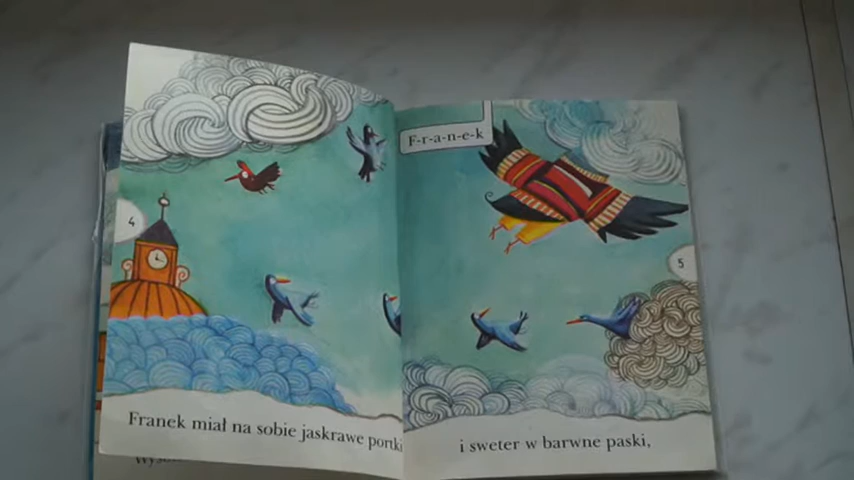 4
Franek miał na sobie jaskrawe portki
F-r-a-n-e-k
5
i sweter w barwne paski,